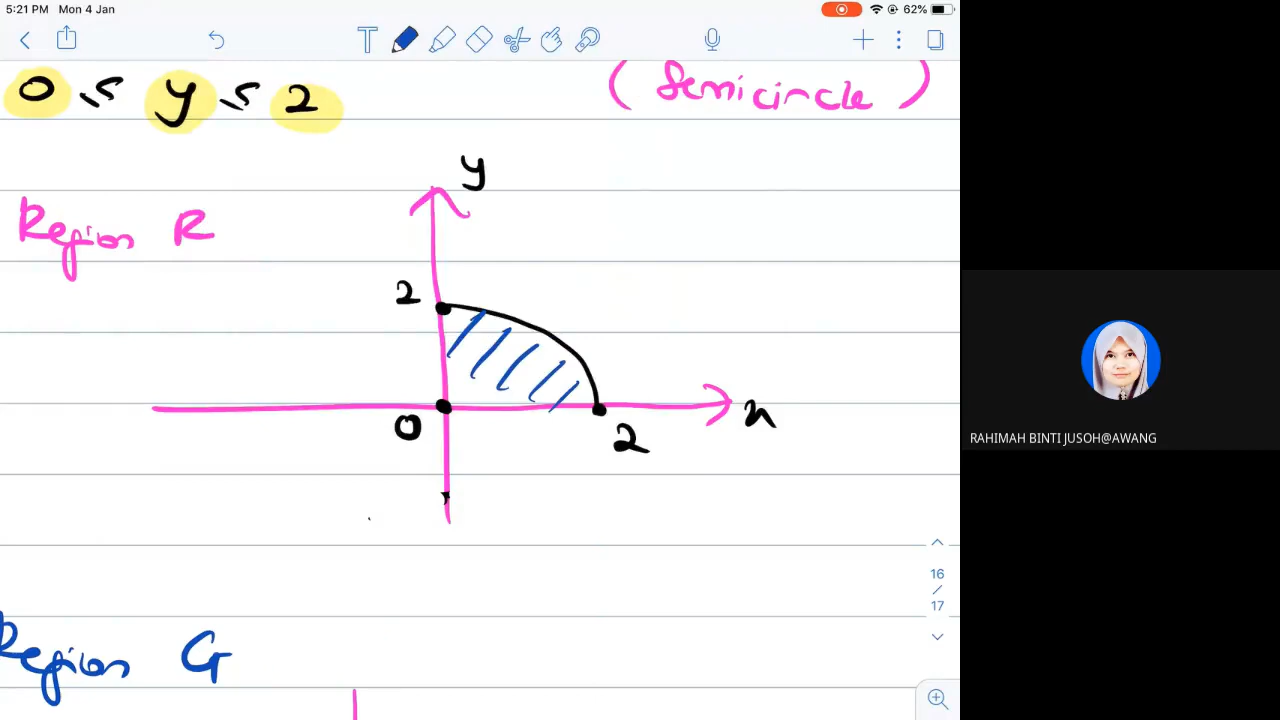 5:21 PM Mon 4 Jan
62%
T
0 ≤ y ≤ 2
(Semicircle)
y
Region R
2
0
2
x
RAHIMAH BINTI JUSOH@AWANG
16
/
17
Region G